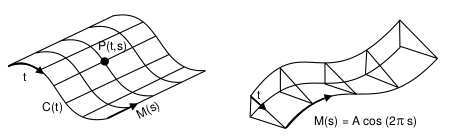 P(t,s)
t
C(t)
M(s)
t
M(s) = A cos (2π s)